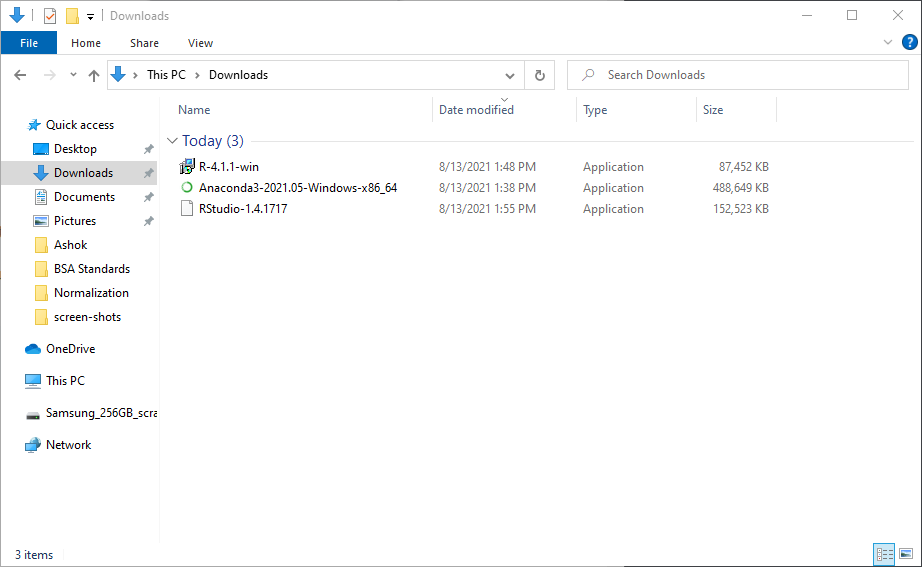 Downloads
File Home Share View
This PC Downloads Search Downloads
Name Date modified Type Size
Quick access
Today (3)
Desktop
R-4.1.1-win 8/13/2021 1:48 PM Application 87,452 KB
Downloads
Anaconda3-2021.05-Windows-x86_64 8/13/2021 1:38 PM Application 488,649 KB
Documents
RStudio-1.4.1717 8/13/2021 1:55 PM Application 152,523 KB
Pictures
Ashok
BSA Standards
Normalization
screen-shots
OneDrive
This PC
Samsung_256GB_scra
Network
3 items